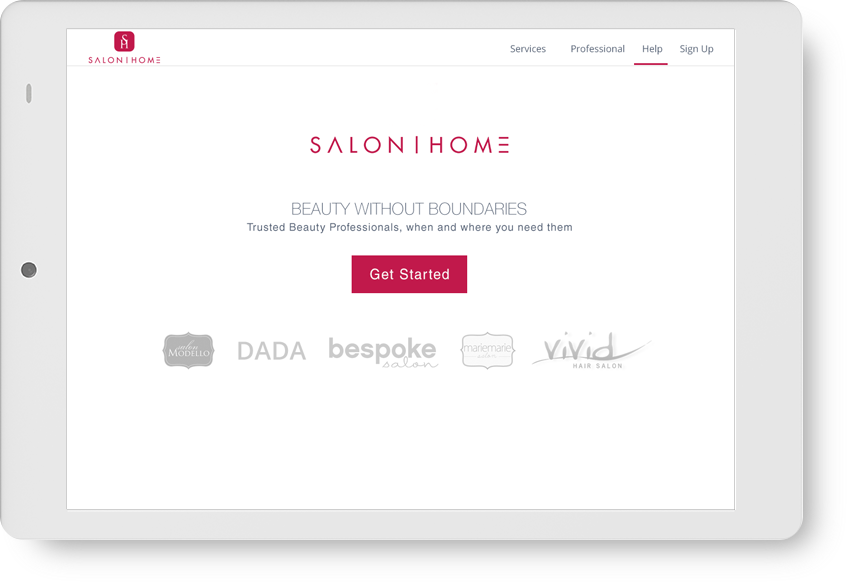 SH
SALON|HOME
Services Professional Help Sign Up
SALON|HOME
BEAUTY WITHOUT BOUNDARIES
Trusted Beauty Professionals, when and where you need them
Get Started
salon
MODELLO
DADA
bespoke
salon
mariemarie
salon
vivid
HAIR SALON